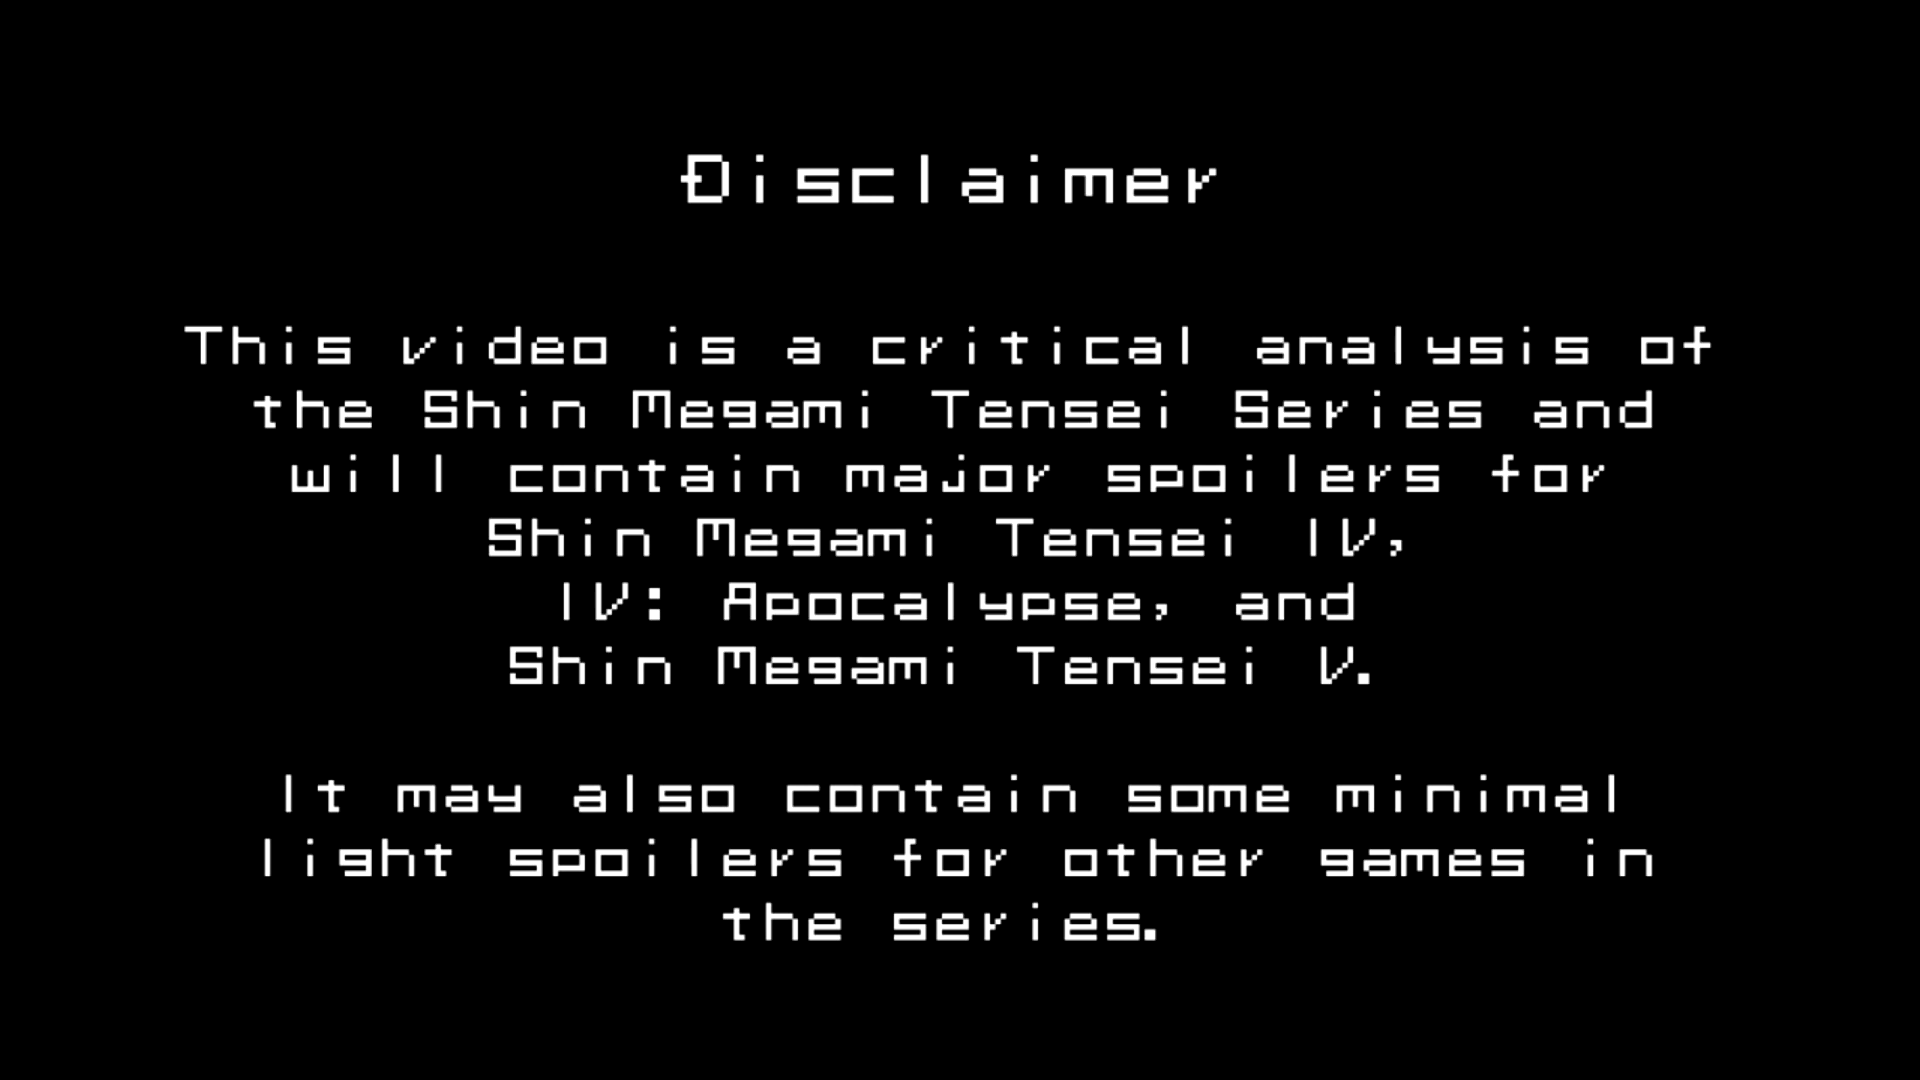 Disclaimer
This video is a critical analysis of
the Shin Megami Tensei Series and
will contain major spoilers for
Shin Megami Tensei IV,
IV: Apocalypse, and
Shin Megami Tensei V.
It may also contain some minimal
light spoilers for other games in
the series.